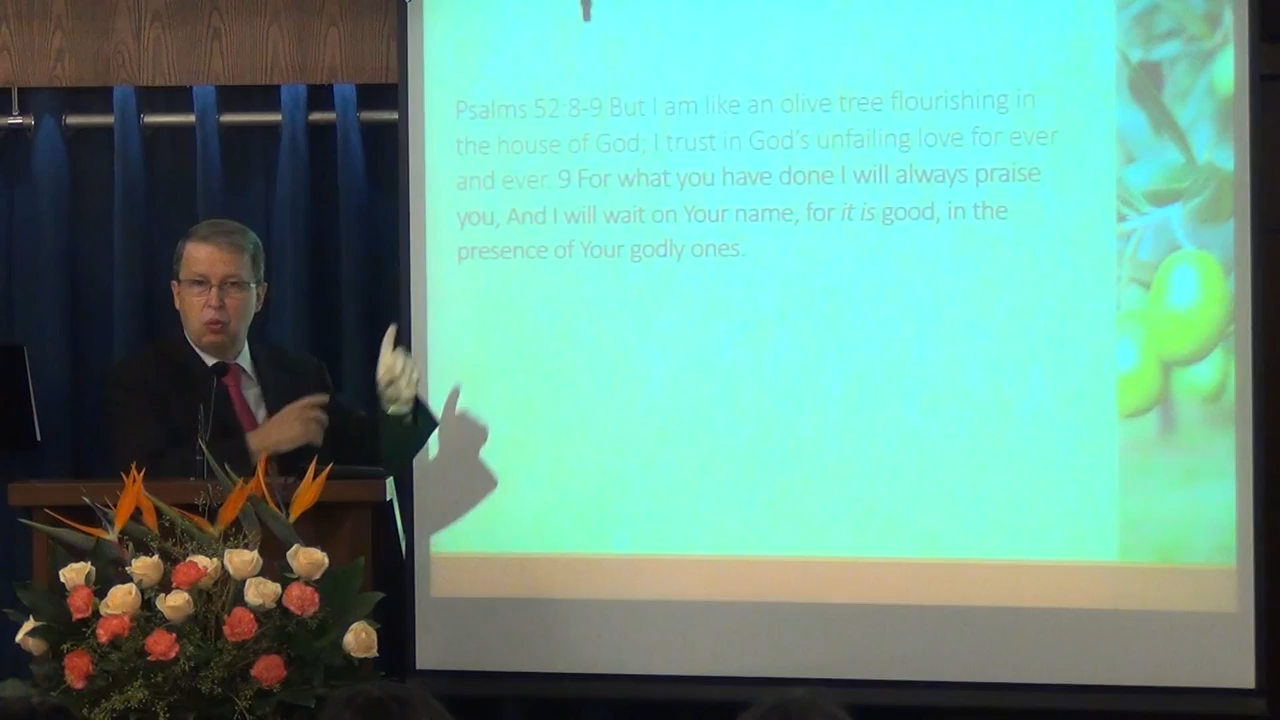 Psalms 52:8-9 But I am like an olive tree flourishing in
the house of God; I trust in God's unfailing love for ever
and ever. 9 For what you have done I will always praise
you, And I will wait on Your name, for it is good, in the
presence of Your godly ones.